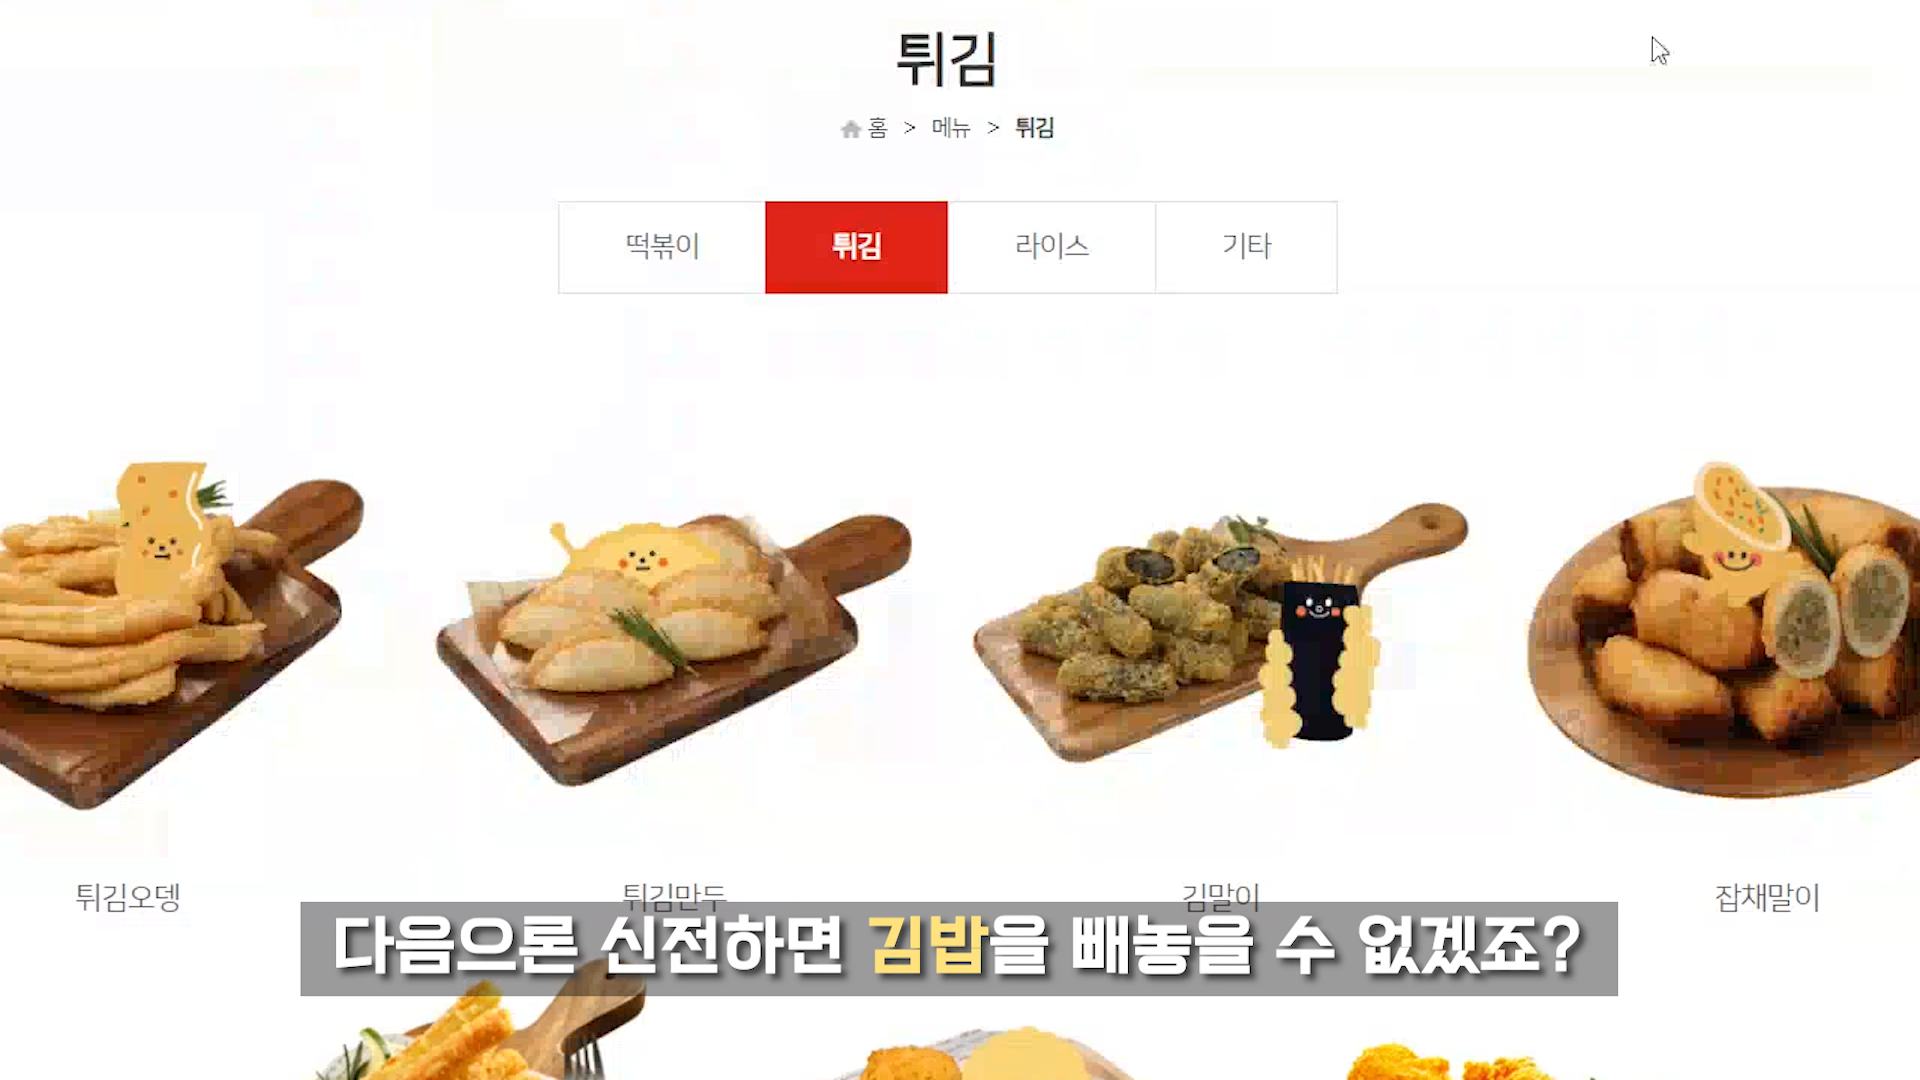 튀김
홈 > 메뉴 > 튀김
떡볶이 튀김 라이스 기타
튀김오뎅 튀김만두 김말이 잡채말이
다음으론 신전하면 김밥을 빼놓을 수 없겠죠?